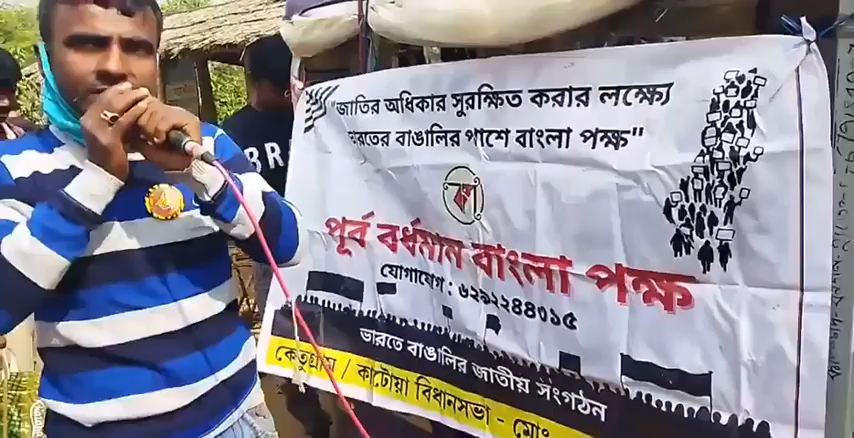 "জাতির অধিকার সুরক্ষিত করার লক্ষ্যে
ভারতের বাঙালির পাশে বাংলা পক্ষ"
পূর্ব বর্ধমান বাংলা পক্ষ
যোগাযোগ : ৬২৯২২৪৪৩১৫
ভারতে বাঙালির জাতীয় সংগঠন
কেতুগ্রাম / কাটোয়া বিধানসভা - মোঃ
BR